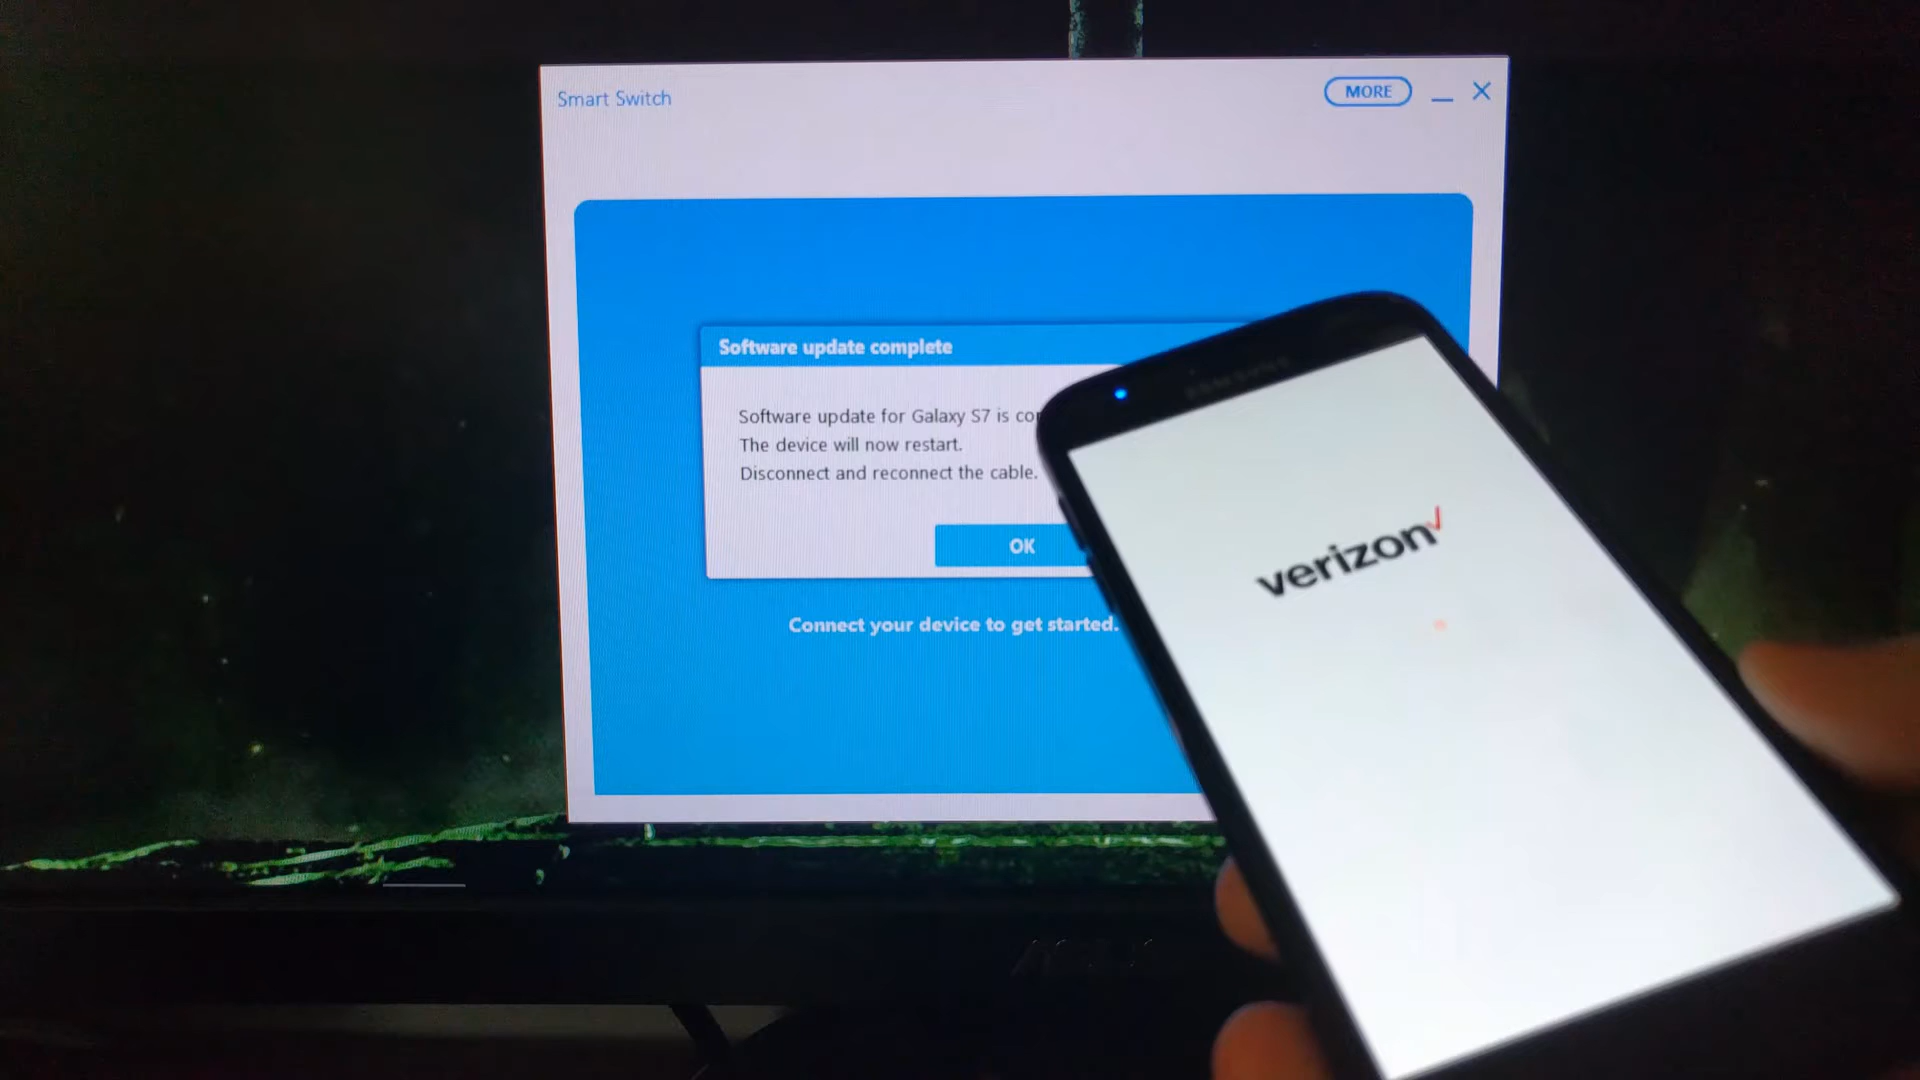 Smart Switch
MORE
Software update complete
Software update for Galaxy S7 is
The device will now restart.
Disconnect and reconnect the cable.
OK
Connect your device to get started.
SAMSUNG
verizon